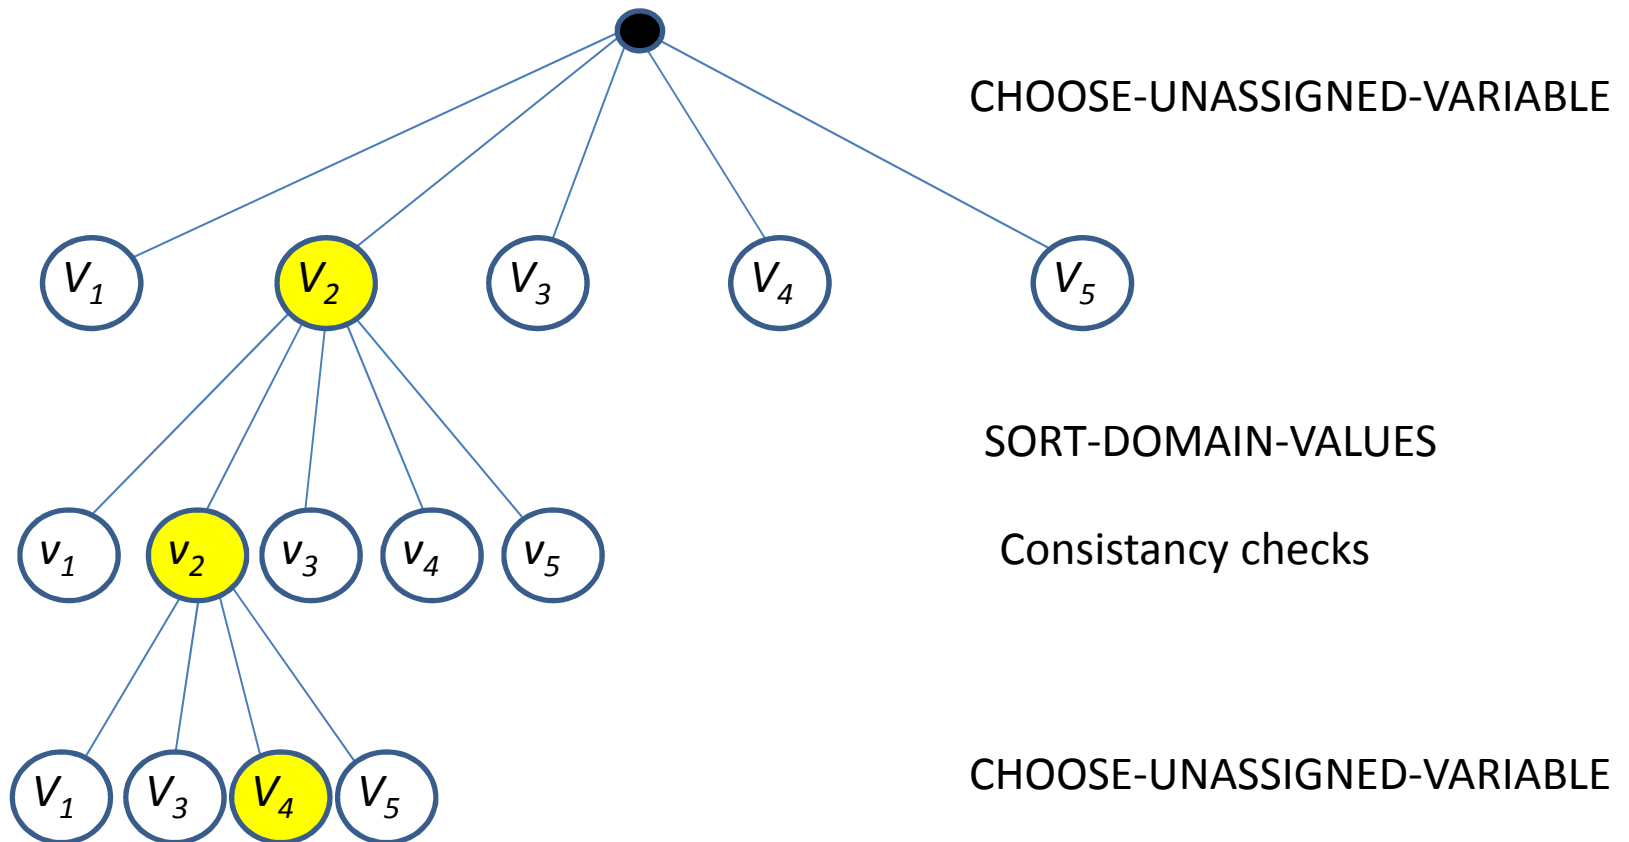 CHOOSE-UNASSIGNED-VARIABLE
V1 V2 V3 V4 V5
SORT-DOMAIN-VALUES
v1 v2 v3 v4 v5
Consistancy checks
V1 V3 V4 V5
CHOOSE-UNASSIGNED-VARIABLE